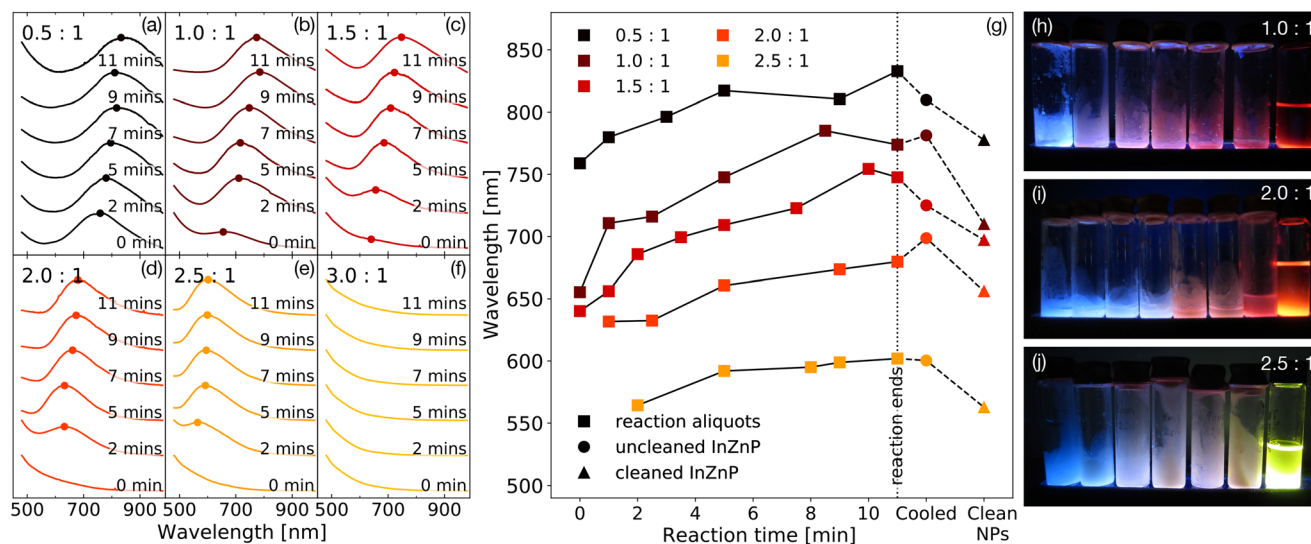 0.5 : 1
(a)
11 mins
9 mins
7 mins
5 mins
2 mins
0 min
1.0 : 1
(b)
11 mins
9 mins
7 mins
5 mins
2 mins
0 min
1.5 : 1
(c)
11 mins
9 mins
7 mins
5 mins
2 mins
0 min
2.0 : 1
(d)
11 mins
9 mins
7 mins
5 mins
2 mins
0 min
2.5 : 1
(e)
11 mins
9 mins
7 mins
5 mins
2 mins
0 min
3.0 : 1
(f)
11 mins
9 mins
7 mins
5 mins
2 mins
0 min
500 700 900
500 700 900
500 700 900
Wavelength [nm]
(g)
0.5 : 1
1.0 : 1
1.5 : 1
2.0 : 1
2.5 : 1
850
800
750
700
650
600
550
500
Wavelength [nm]
reaction ends
reaction aliquots
uncleaned InZnP
cleaned InZnP
0 2 4 6 8 10 Cooled Clean
NPs
Reaction time [min]
(h)
1.0 : 1
(i)
2.0 : 1
(j)
2.5 : 1